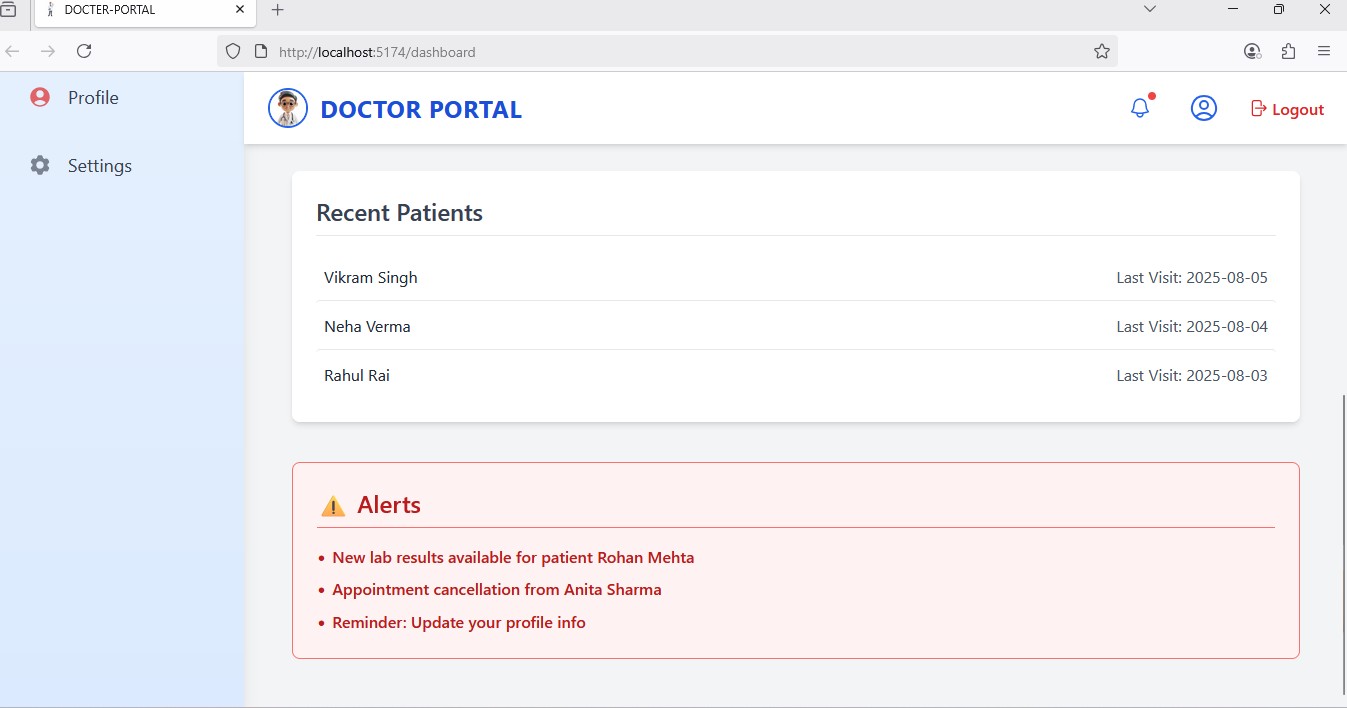 DOCTER-PORTAL
http://localhost:5174/dashboard
Profile
Settings
DOCTOR PORTAL
Logout
Recent Patients
Vikram Singh Last Visit: 2025-08-05
Neha Verma Last Visit: 2025-08-04
Rahul Rai Last Visit: 2025-08-03
Alerts
• New lab results available for patient Rohan Mehta
• Appointment cancellation from Anita Sharma
• Reminder: Update your profile info